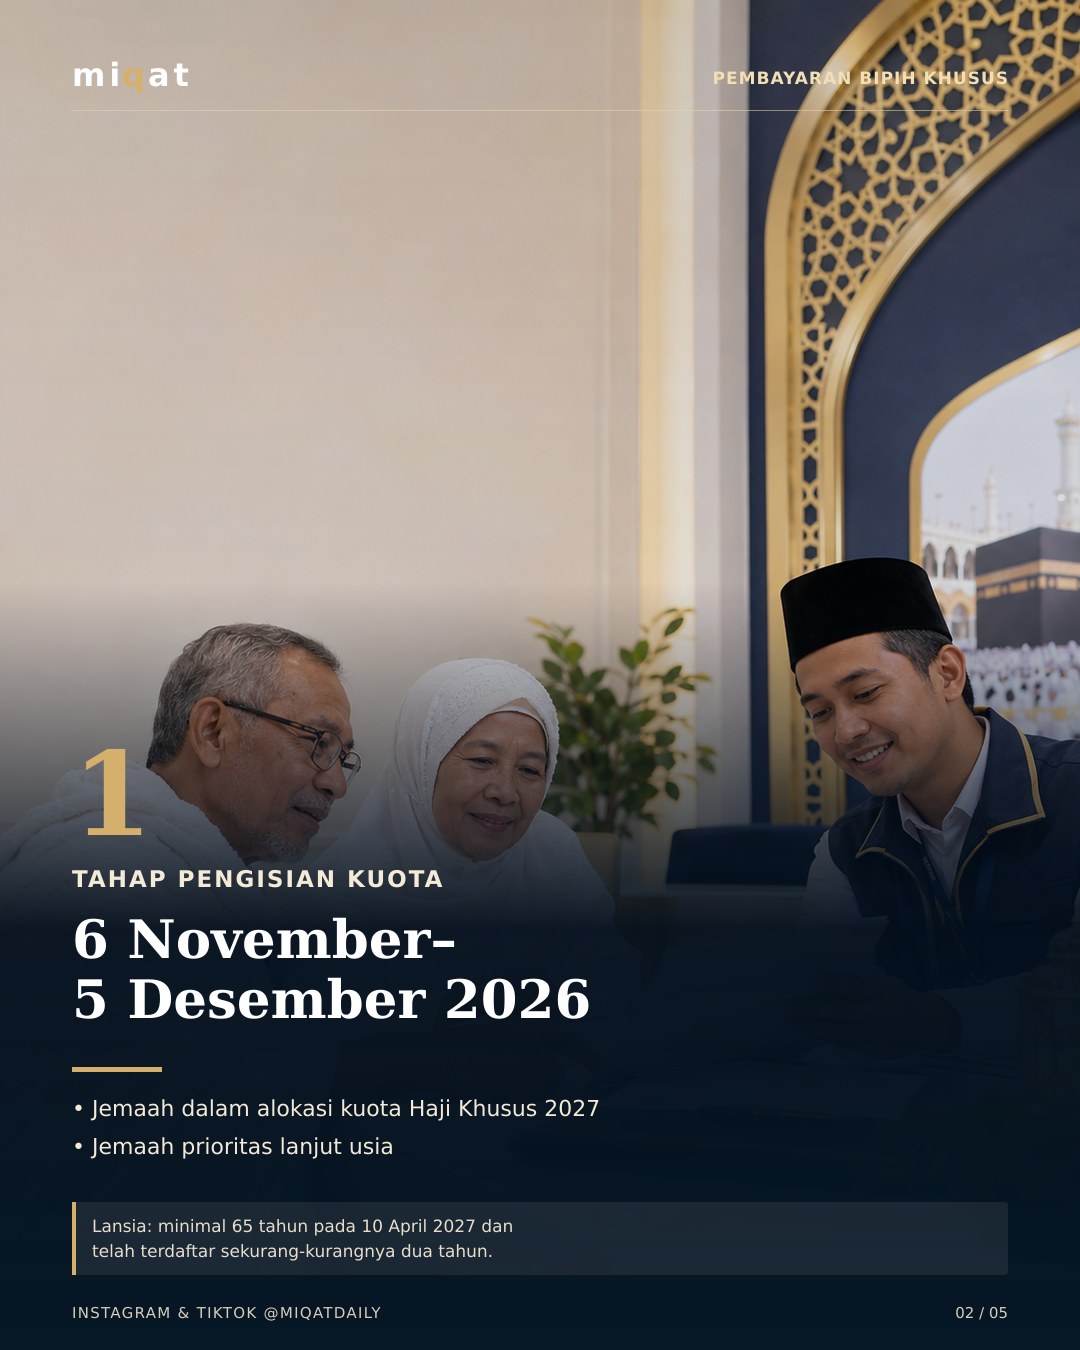 miqat
PEMBAYARAN BIPIH KHUSUS
1
TAHAP PENGISIAN KUOTA
6 November–
5 Desember 2026
• Jemaah dalam alokasi kuota Haji Khusus 2027
• Jemaah prioritas lanjut usia
Lansia: minimal 65 tahun pada 10 April 2027 dan
telah terdaftar sekurang-kurangnya dua tahun.
INSTAGRAM & TIKTOK @MIQATDAILY
02 / 05